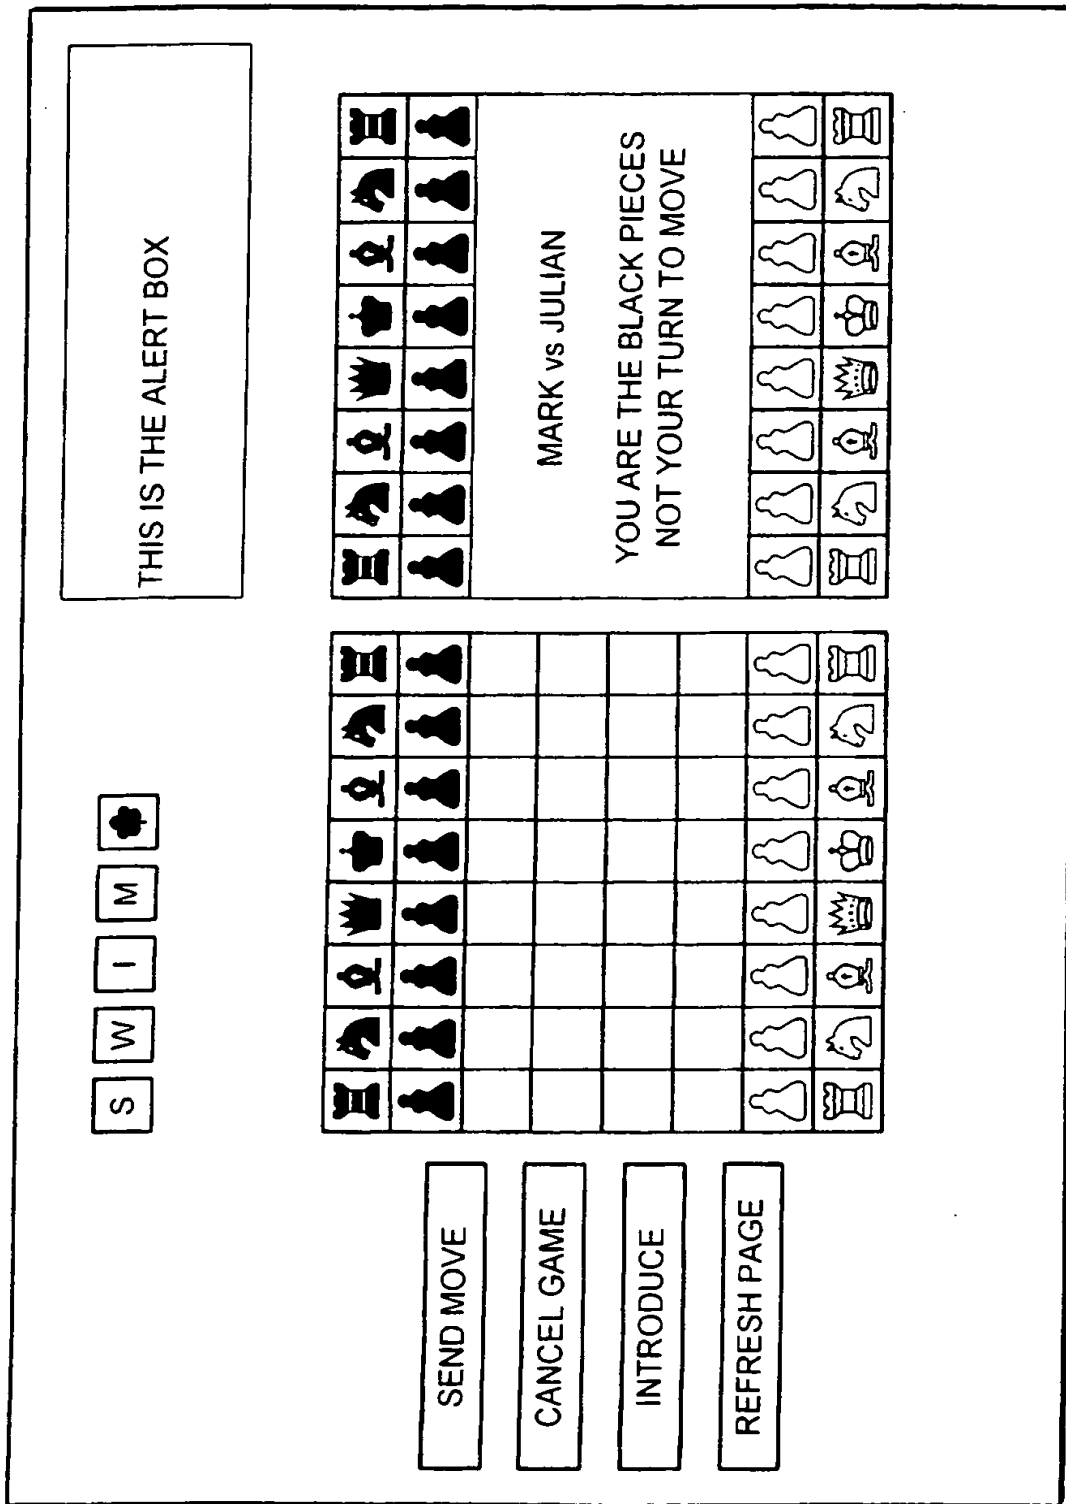 S W I M
THIS IS THE ALERT BOX
SEND MOVE
CANCEL GAME
INTRODUCE
REFRESH PAGE
MARK vs JULIAN
YOU ARE THE BLACK PIECES
NOT YOUR TURN TO MOVE